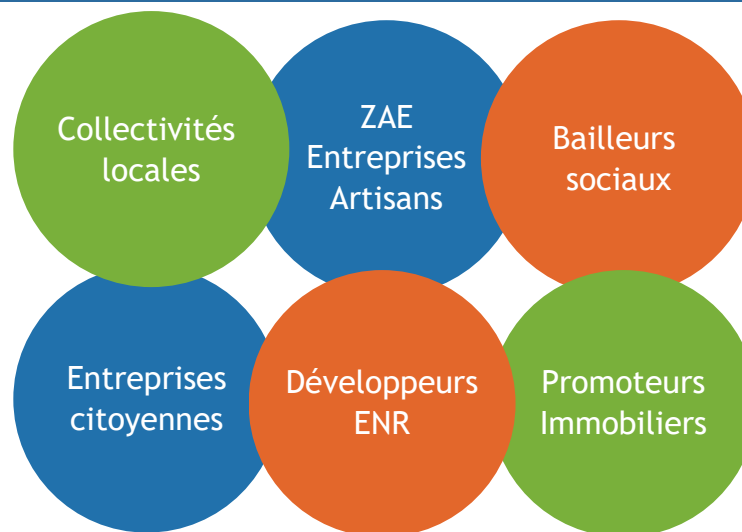 Collectivités
locales
ZAE
Entreprises
Artisans
Bailleurs
sociaux
Entreprises
citoyennes
Développeurs
ENR
Promoteurs
Immobiliers